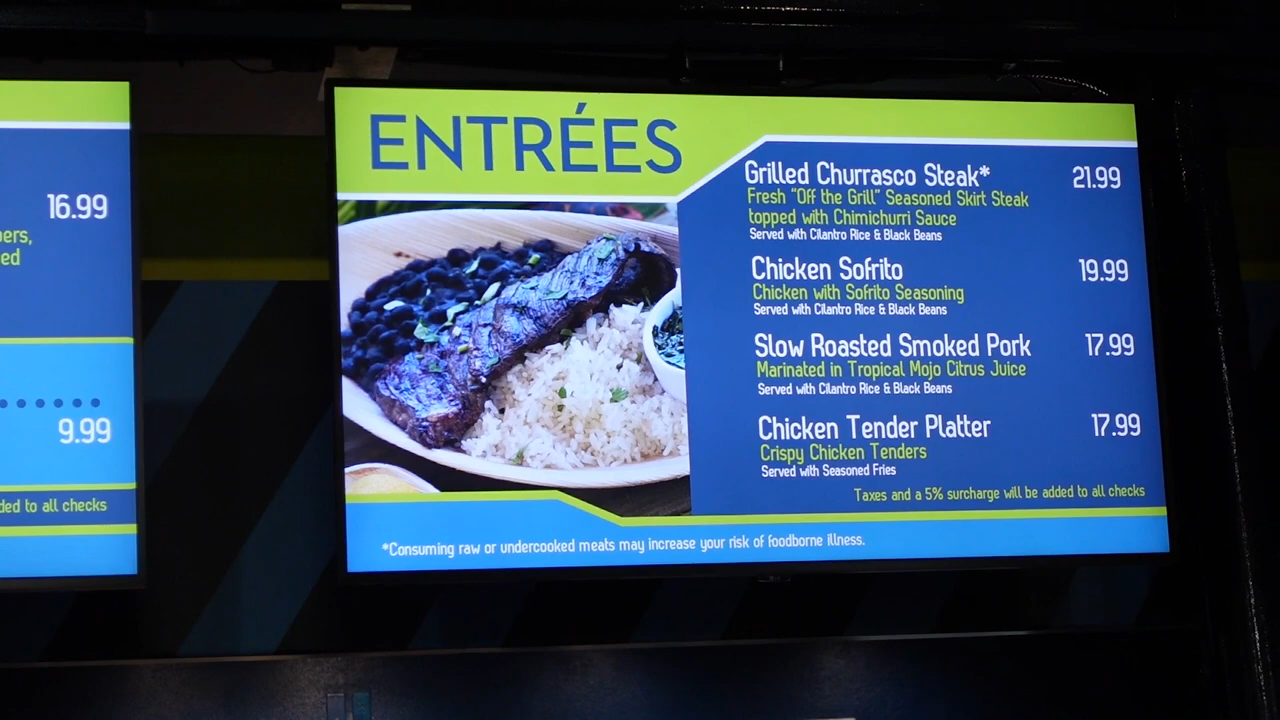 16.99
ed
9.99
to all checks
ENTRÉES
Grilled Churrasco Steak* 21.99
Fresh "Off the Grill" Seasoned Skirt Steak
topped with Chimichurri Sauce
Served with Cilantro Rice & Black Beans
Chicken Sofrito 19.99
Chicken with Sofrito Seasoning
Served with Cilantro Rice & Black Beans
Slow Roasted Smoked Pork 17.99
Marinated in Tropical Mojo Citrus Juice
Served with Cilantro Rice & Black Beans
Chicken Tender Platter 17.99
Crispy Chicken Tenders
Served with Seasoned Fries
Taxes and a 5% surcharge will be added to all checks
*Consuming raw or undercooked meats may increase your risk of foodborne illness.